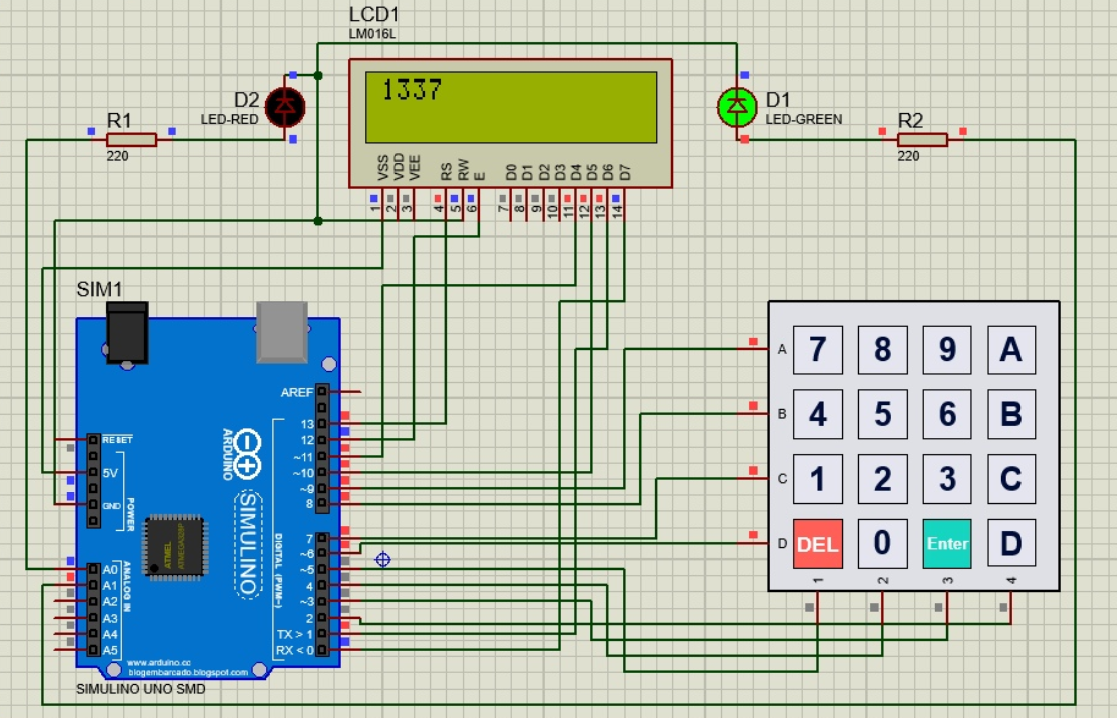 LCD1
LM016L
1337
D2
LED-RED
D1
LED-GREEN
R1
220
R2
220
VSS
VDD
VEE
RS
RW
E
D0
D1
D2
D3
D4
D5
D6
D7
1
2
3
4
5
6
7
8
9
10
11
12
13
14
SIM1
AREF
13
12
~11
~10
~9
8
7
~6
~5
4
~3
2
TX > 1
RX < 0
RESET
5V
GND
POWER
A0
A1
A2
A3
A4
A5
ANALOG IN
ARDUINO
SIMULINO
DIGITAL (PWM~)
ATMEL
www.arduino.cc
blogembarcado.blogspot.com
SIMULINO UNO SMD
A 7 8 9 A
B 4 5 6 B
C 1 2 3 C
D DEL 0 Enter D
1 2 3 4